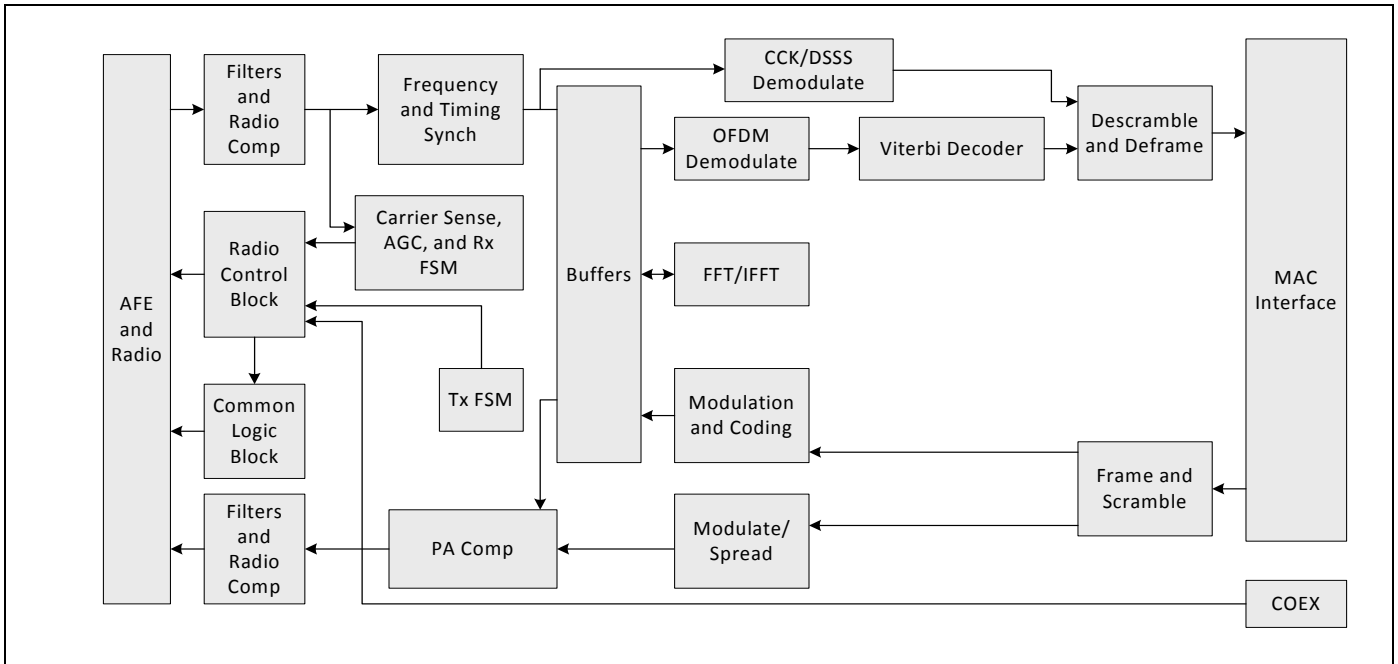 AFE
and
Radio
Filters
and
Radio
Comp
Frequency
and Timing
Synch
CCK/DSSS
Demodulate
OFDM
Demodulate
Viterbi Decoder
Descramble
and Deframe
MAC
Interface
Carrier Sense,
AGC, and Rx
FSM
Radio
Control
Block
Buffers
FFT/IFFT
Tx FSM
Common
Logic
Block
Modulation
and Coding
Frame and
Scramble
Filters
and
Radio
Comp
PA Comp
Modulate/
Spread
COEX